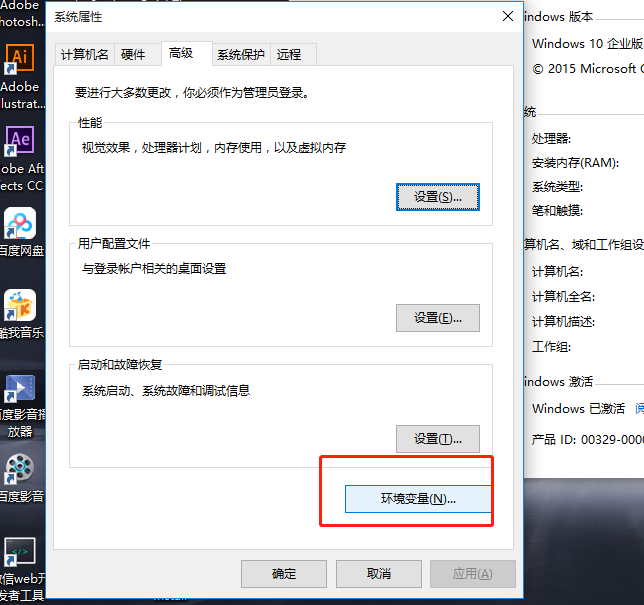 系统属性
计算机名
硬件
高级
系统保护
远程
要进行大多数更改，你必须作为管理员登录。
性能
视觉效果，处理器计划，内存使用，以及虚拟内存
设置(S)...
用户配置文件
与登录帐户相关的桌面设置
设置(E)...
启动和故障恢复
系统启动、系统故障和调试信息
设置(T)...
环境变量(N)...
确定
取消
应用(A)
Adobe
hotosh...
Ai
Adobe
lustrat...
Ae
obe Aft
fects CC
百度网盘
酷我音乐
百度影音播
放器
百度影音
微信web开
发者工具
indows 版本
Windows 10 企业版
© 2015 Microsoft C
统
处理器:
安装内存(RAM):
系统类型:
笔和触摸:
算机名、域和工作组设
计算机名:
计算机全名:
计算机描述:
工作组:
indows 激活
Windows 已激活 阅
产品 ID: 00329-000